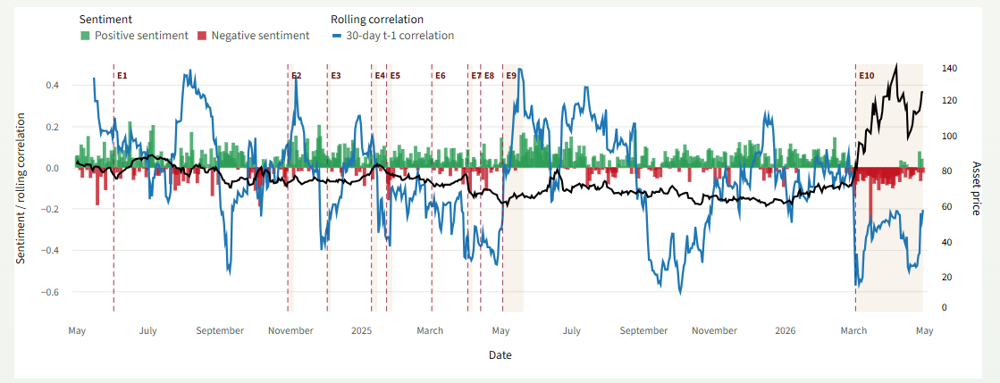 Sentiment Rolling correlation
Positive sentiment Negative sentiment 30-day t-1 correlation
E1 E2 E3 E4 E5 E6 E7 E8 E9 E10
0.4
0.2
0.0
−0.2
−0.4
−0.6
Sentiment / rolling correlation
140
120
100
80
60
40
20
0
Asset price
May July September November 2025 March May July September November 2026 March May
Date